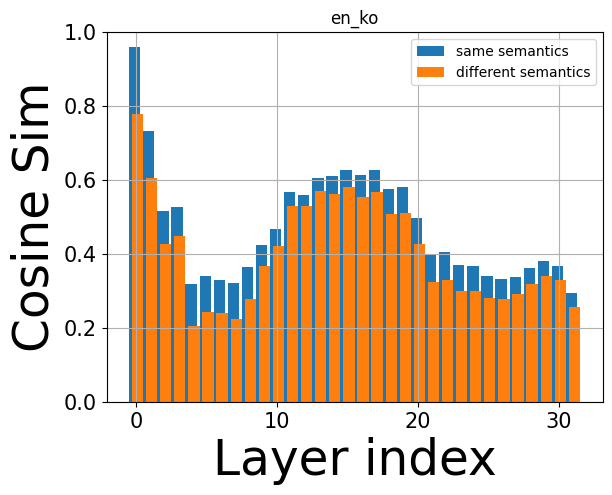 en_ko
same semantics
different semantics
1.0
0.8
0.6
0.4
0.2
0.0
Cosine Sim
0 10 20 30
Layer index